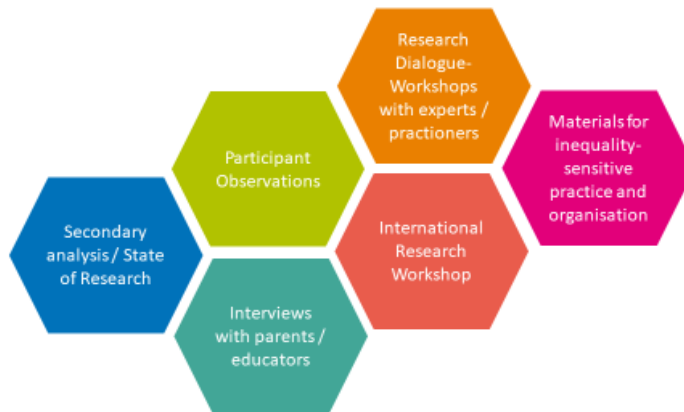 Secondary
analysis / State
of Research
Participant
Observations
Interviews
with parents /
educators
Research
Dialogue-
Workshops
with experts /
practioners
International
Research
Workshop
Materials for
inequality-
sensitive
practice and
organisation